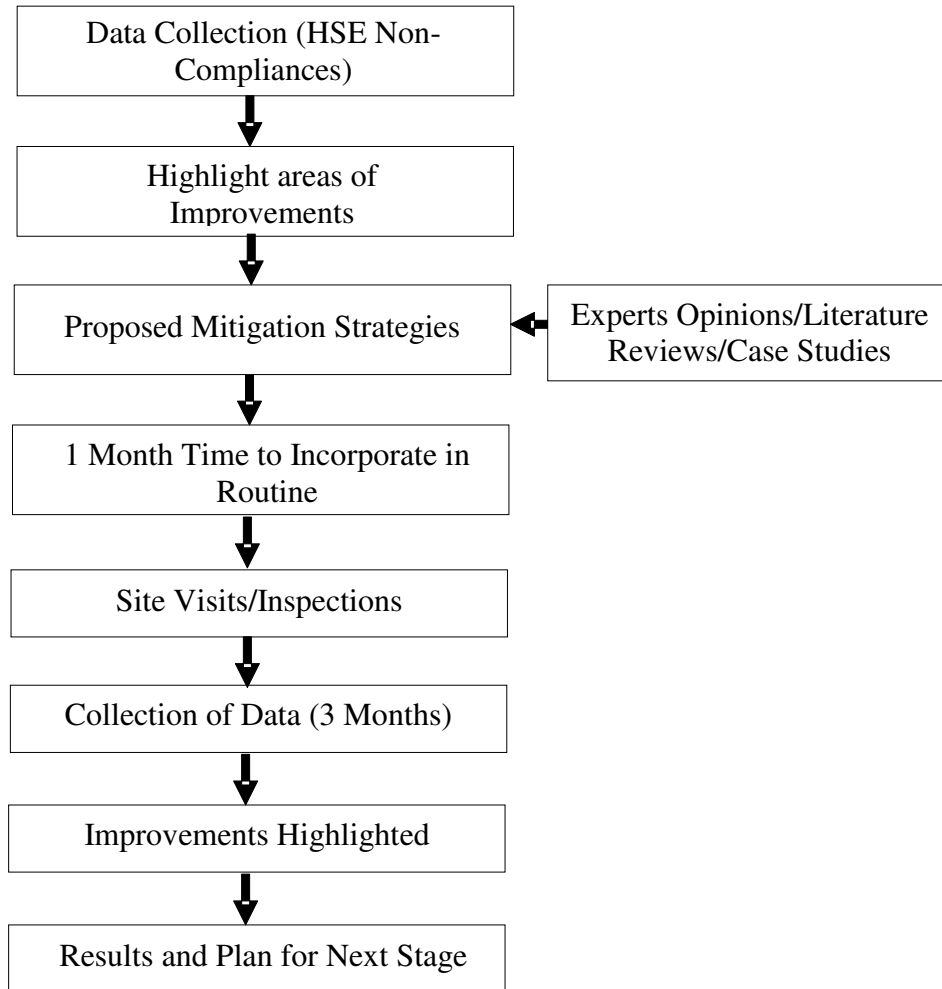 Data Collection (HSE Non-
Compliances)
Highlight areas of
Improvements
Proposed Mitigation Strategies
Experts Opinions/Literature
Reviews/Case Studies
1 Month Time to Incorporate in
Routine
Site Visits/Inspections
Collection of Data (3 Months)
Improvements Highlighted
Results and Plan for Next Stage